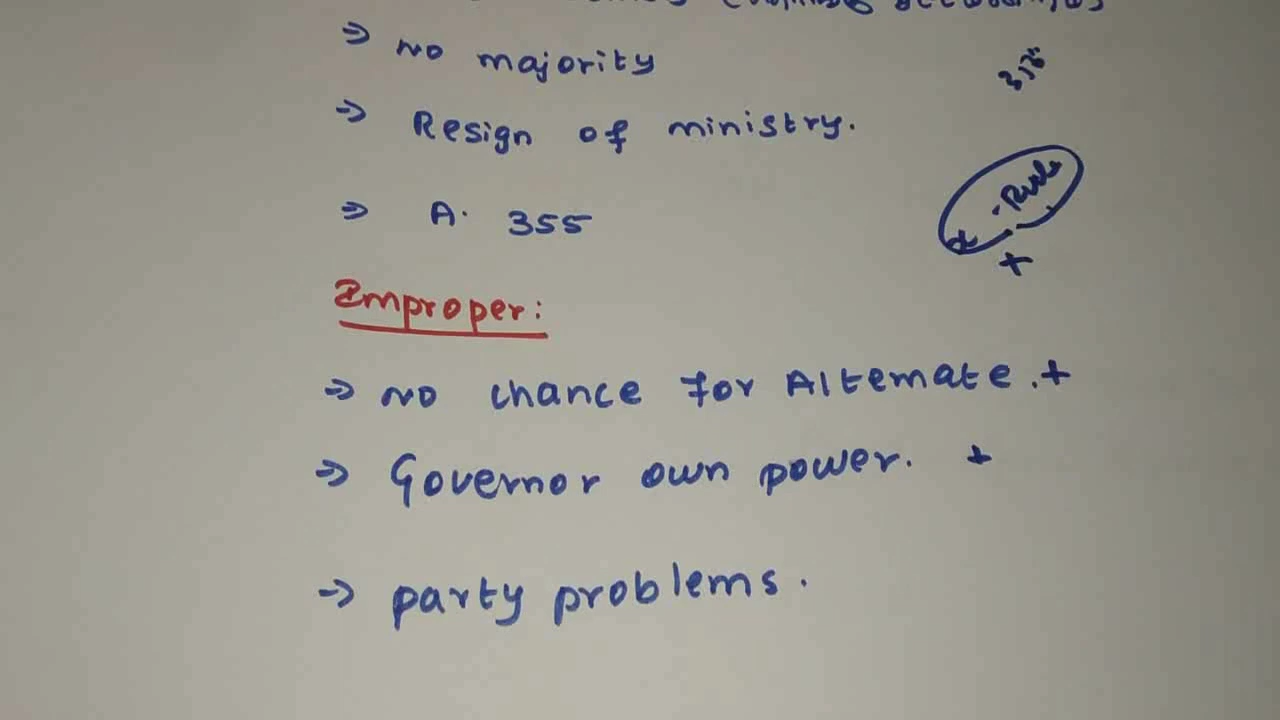 ⇒ No majority
⇒ Resign of ministry.
⇒ A. 355
Improper:
⇒ No chance for Alternate. +
⇒ Governor own power. +
⇒ party problems.